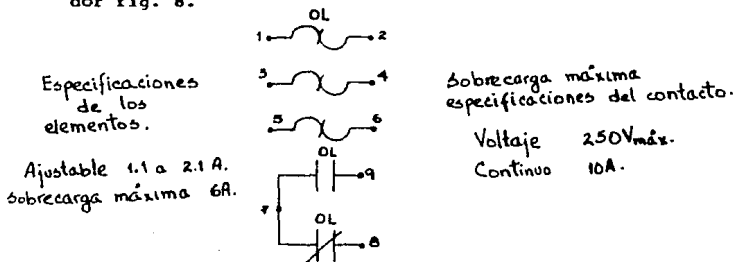 dor Fig. 8.
OL
1 2
3 4
5 6
OL
9
7
OL
8
Especificaciones
de los
elementos.
Ajustable 1.1 a 2.1 A.
Sobrecarga máxima 6A.
Sobrecarga máxima
especificaciones del contacto.
Voltaje 250Vmáx.
Continuo 10A.